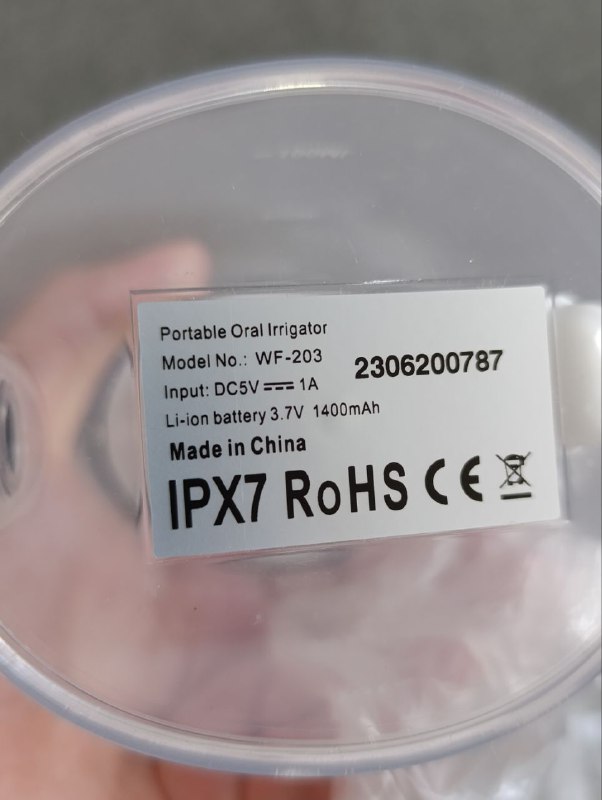 Portable Oral Irrigator
Model No.: WF-203
2306200787
Input: DC5V⎓1A
Li-ion battery 3.7V 1400mAh
Made in China
IPX7 RoHS CE